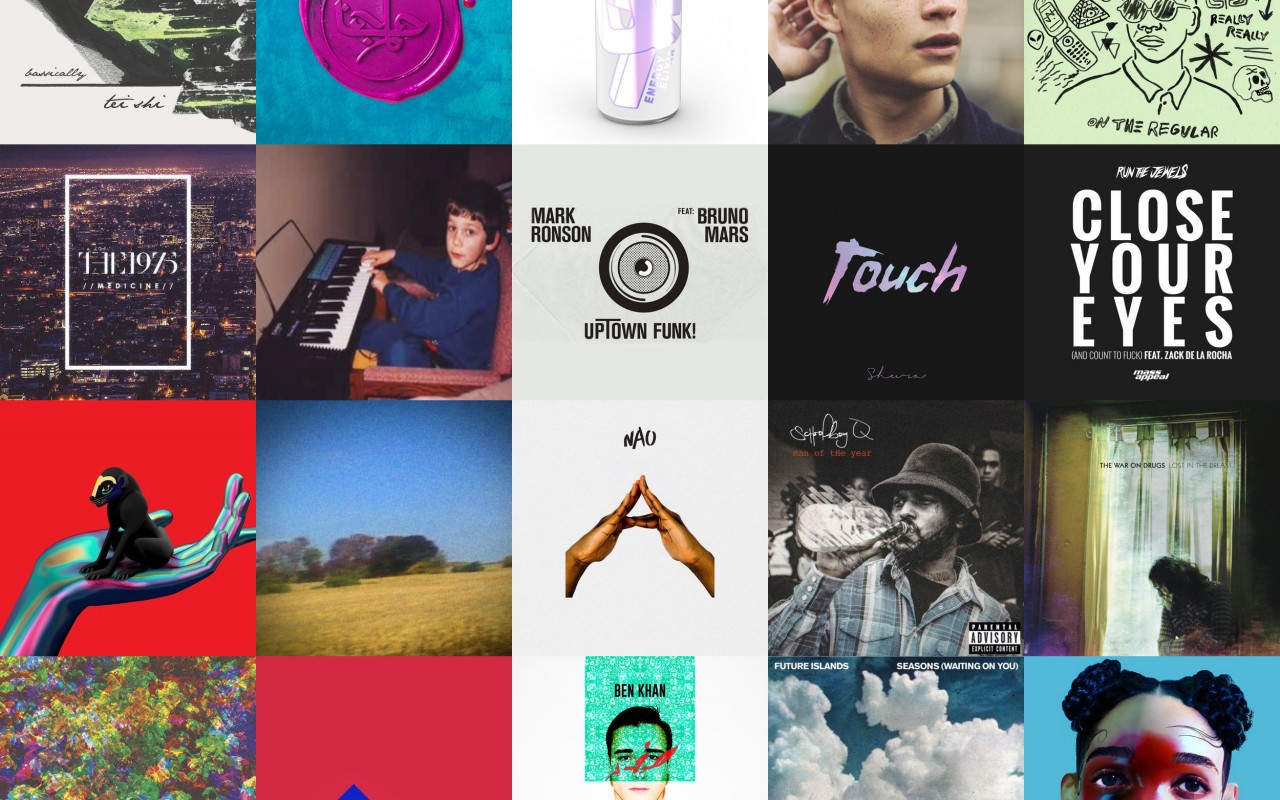 bassically
tei shi
ENERGY
ELIXIR
REALLY
REALLY
ON THE REGULAR
THE 1975
//MEDICINE//
MARK
RONSON
FEAT: BRUNO
MARS
UPTOWN FUNK!
Touch
Shura
RUN THE JEWELS
CLOSE
YOUR
EYES
(AND COUNT TO FUCK) FEAT. ZACK DE LA ROCHA
mass
appeal
NAO
SchoolBoy Q
man of the year
PARENTAL
ADVISORY
EXPLICIT CONTENT
THE WAR ON DRUGS LOST IN THE DREAM
BEN KHAN
FUTURE ISLANDS
SEASONS (WAITING ON YOU)